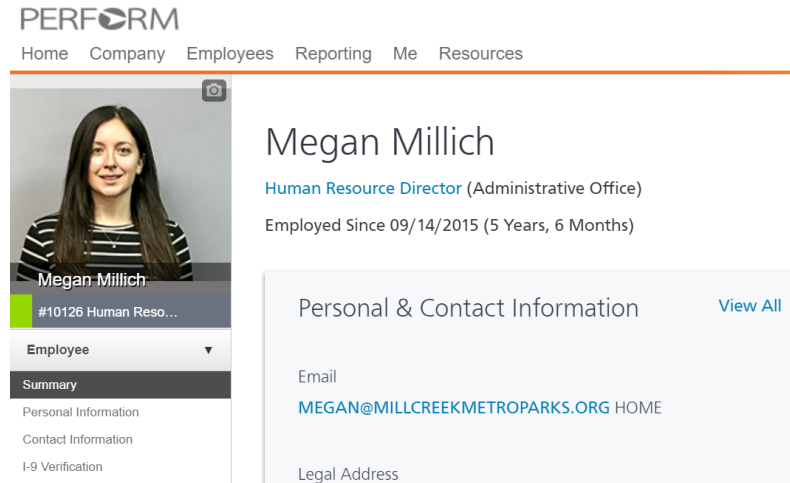 PERFORM
Home Company Employees Reporting Me Resources
Megan Millich
Human Resource Director (Administrative Office)
Employed Since 09/14/2015 (5 Years, 6 Months)
Megan Millich
#10126 Human Reso...
Employee ▼
Summary
Personal Information
Contact Information
I-9 Verification
Personal & Contact Information View All
Email
MEGAN@MILLCREEKMETROPARKS.ORG HOME
Legal Address